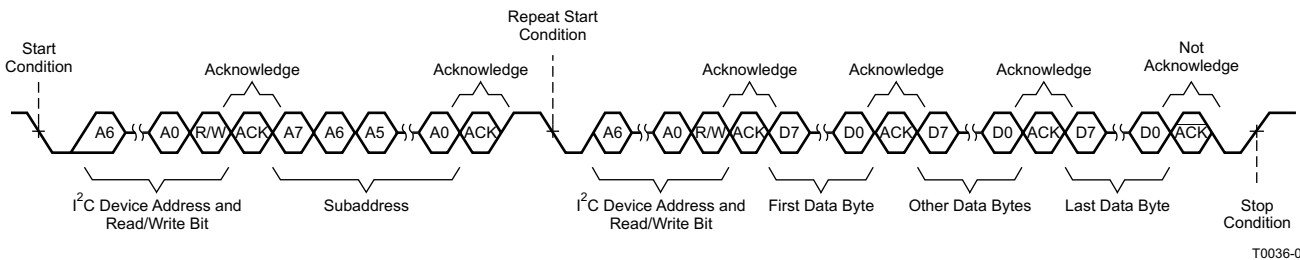 Repeat Start
Condition
Start
Condition
Not
Acknowledge
Acknowledge
Acknowledge
Acknowledge
Acknowledge
Acknowledge
A6 A0 R/W ACK A7 A6 A5 A0 ACK A6 A0 R/W ACK D7 D0 ACK D7 D0 ACK D7 D0 ACK
I²C Device Address and
Read/Write Bit
Subaddress
I²C Device Address and
Read/Write Bit
First Data Byte
Other Data Bytes
Last Data Byte
Stop
Condition
T0036-0